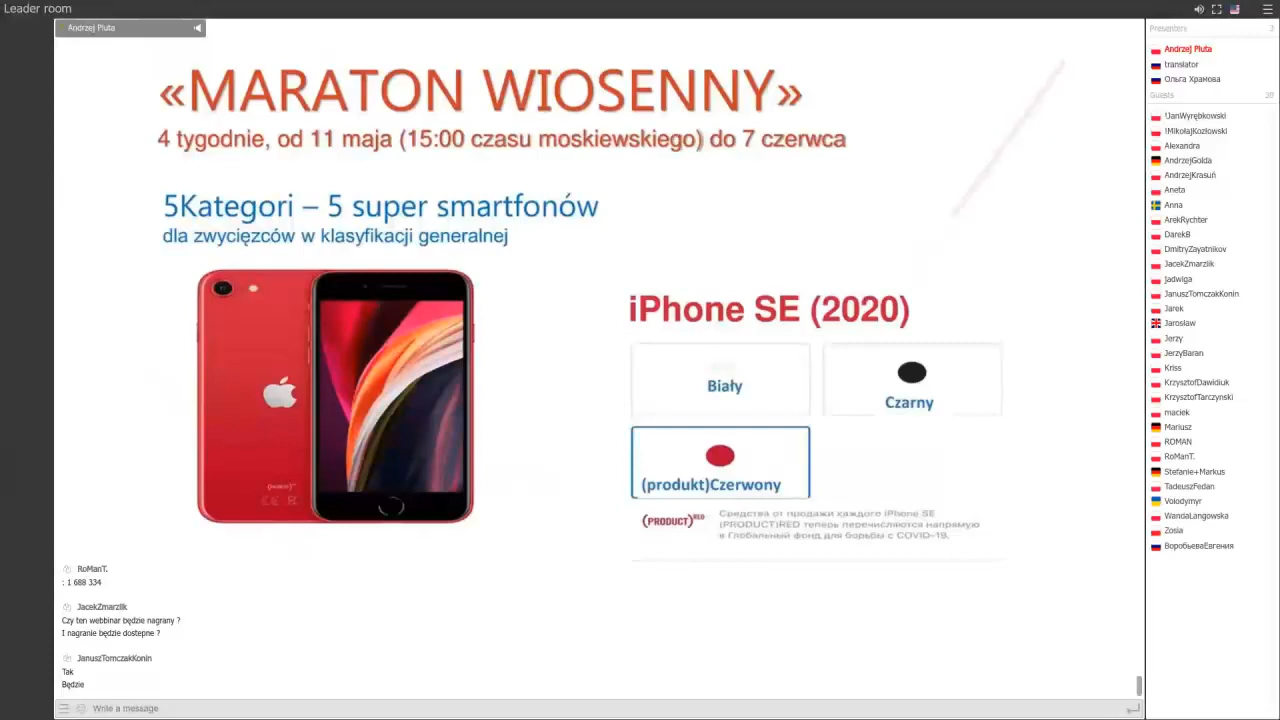 Leader room
Andrzej Pluta
«MARATON WIOSENNY»
4 tygodnie, od 11 maja (15:00 czasu moskiewskiego) do 7 czerwca
5Kategori – 5 super smartfonów
dla zwycięzców w klasyfikacji generalnej
iPhone SE (2020)
Biały
Czarny
(produkt)Czerwony
(PRODUCT)RED
Средства от продажи каждого iPhone SE
(PRODUCT)RED теперь перечисляются напрямую
в Глобальный фонд для борьбы с COVID-19.
RoManT.
: 1 688 334
JacekZmarzlik
Czy ten webbinar będzie nagrany ?
I nagranie będzie dostepne ?
JanuszTomczakKonin
Tak
Będzie
Write a message
Presenters 3
Andrzej Pluta
translator
Ольга Храмова
Guests
!JanWyrębkowski
!MikołajKozłowski
Alexandra
AndrzejGolda
AndrzejKrasuń
Aneta
Anna
ArekRychter
DarekB
DmitryZayatnikov
JacekZmarzlik
Jadwiga
JanuszTomczakKonin
Jarek
Jaroslaw
Jerzy
JerzyBaran
Kriss
KrzysztofDawidiuk
KrzysztofTarczynski
maciek
Mariusz
ROMAN
RoManT.
Stefanie+Markus
TadeuszFedan
Volodymyr
WandaLangowska
Zosia
ВоробьеваЕвгения